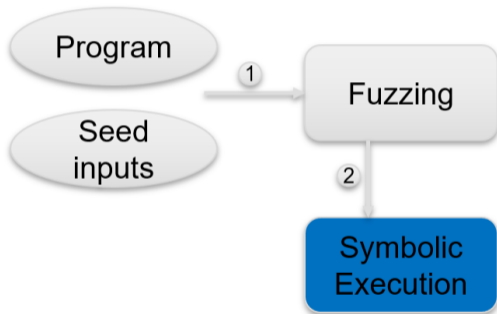 Program
1
Fuzzing
Seed
inputs
2
Symbolic
Execution